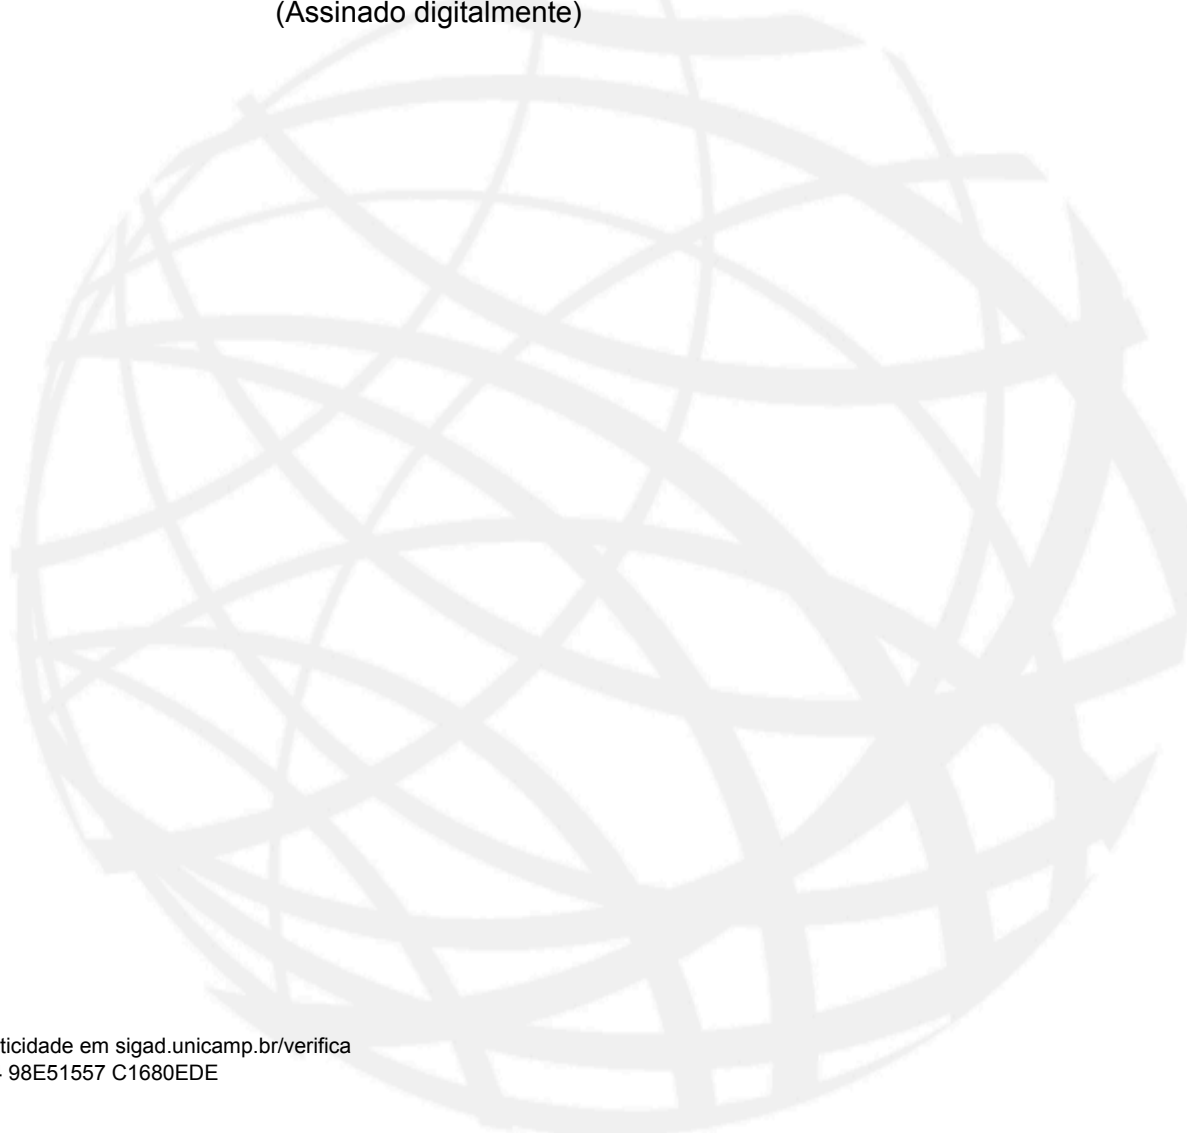 (Assinado digitalmente)
ticidade em sigad.unicamp.br/verifica
98E51557 C1680EDE